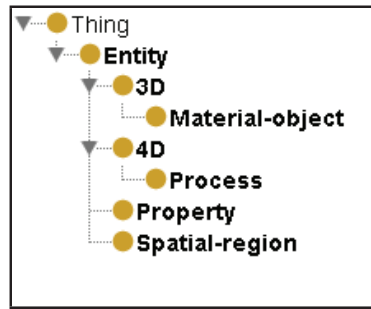 Thing
Entity
3D
Material-object
4D
Process
Property
Spatial-region